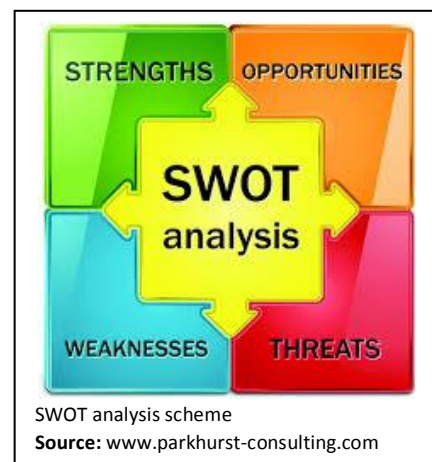 STRENGTHS
OPPORTUNITIES
SWOT
analysis
WEAKNESSES
THREATS
SWOT analysis scheme
Source: www.parkhurst-consulting.com